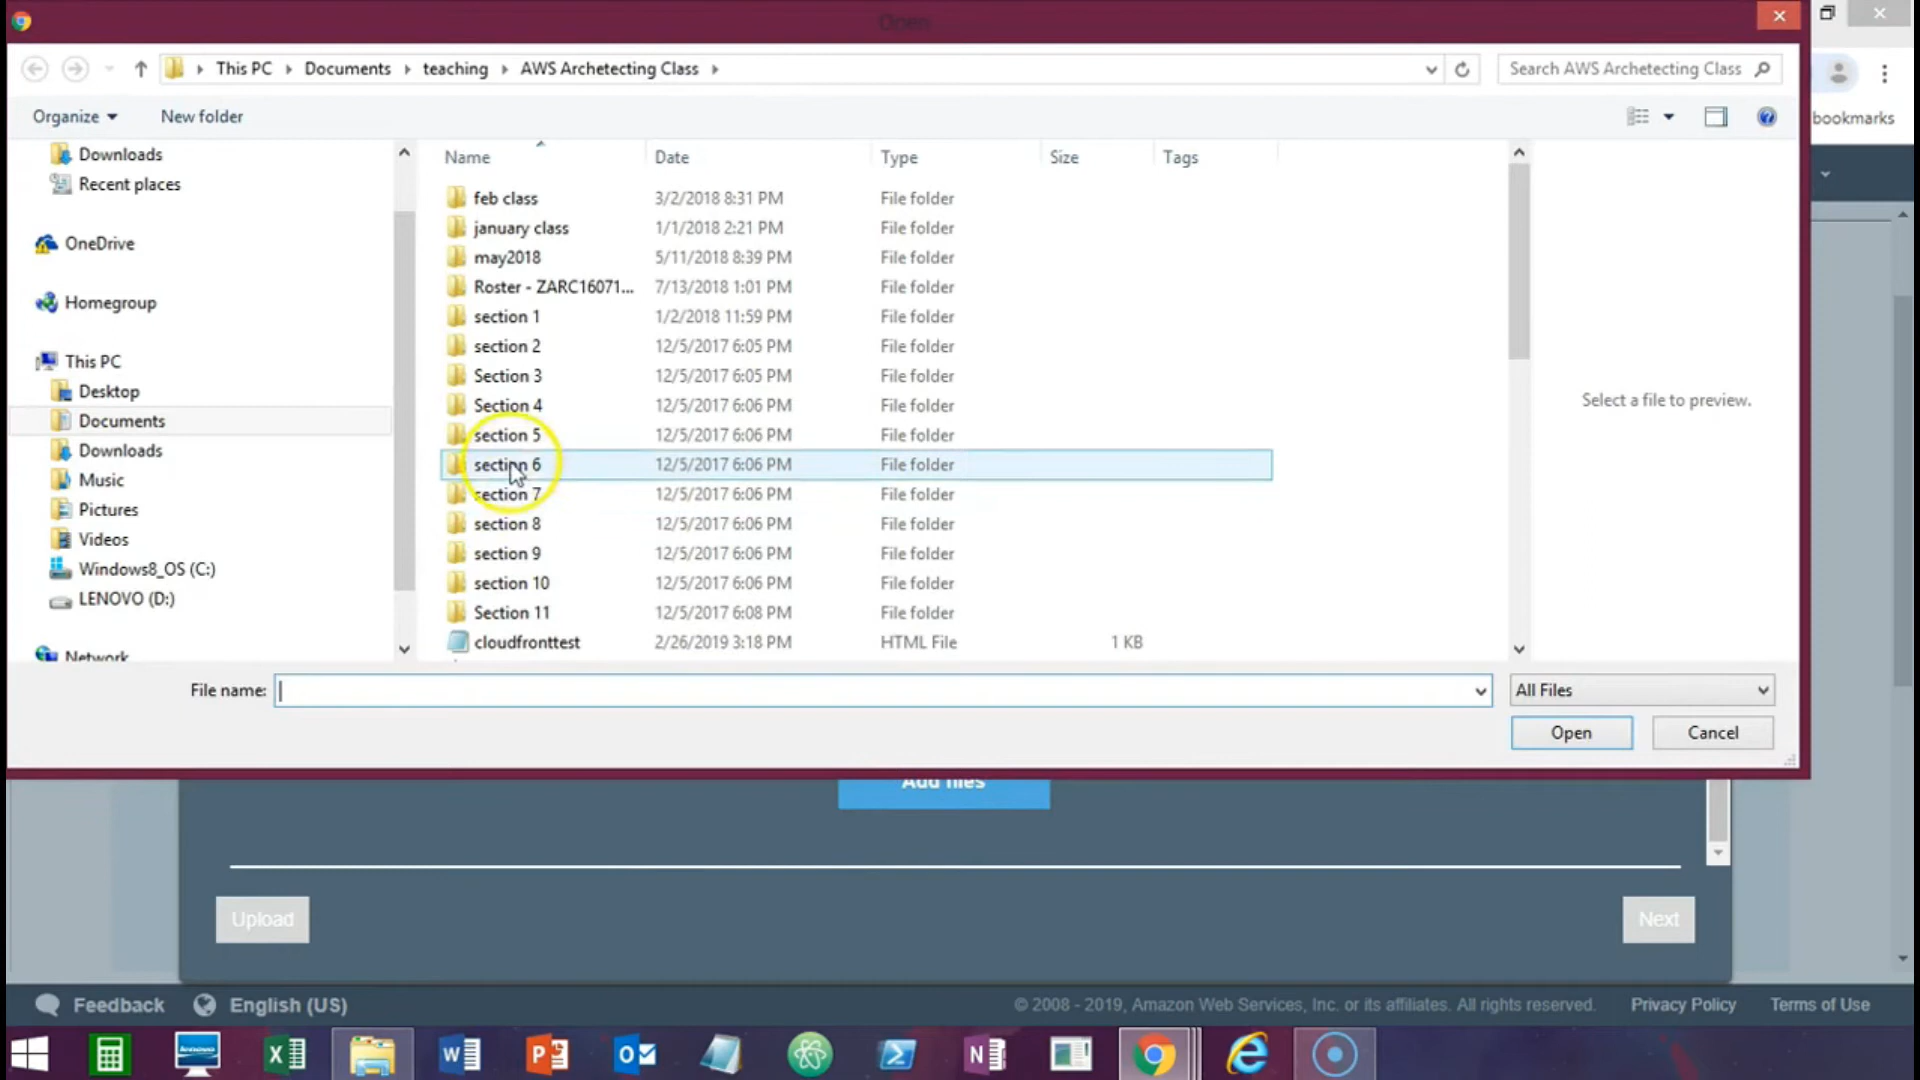 Open
This PC Documents teaching AWS Archetecting Class
Search AWS Archetecting Class
Organize
New folder
bookmarks
Downloads
Recent places
OneDrive
Homegroup
This PC
Desktop
Documents
Downloads
Music
Pictures
Videos
Windows8_OS (C:)
LENOVO (D:)
Network
Name Date Type Size Tags
feb class 3/2/2018 8:31 PM File folder
january class 1/1/2018 2:21 PM File folder
may2018 5/11/2018 8:39 PM File folder
Roster - ZARC16071... 7/13/2018 1:01 PM File folder
section 1 1/2/2018 11:59 PM File folder
section 2 12/5/2017 6:05 PM File folder
Section 3 12/5/2017 6:05 PM File folder
Section 4 12/5/2017 6:06 PM File folder
section 5 12/5/2017 6:06 PM File folder
section 6 12/5/2017 6:06 PM File folder
section 7 12/5/2017 6:06 PM File folder
section 8 12/5/2017 6:06 PM File folder
section 9 12/5/2017 6:06 PM File folder
section 10 12/5/2017 6:06 PM File folder
Section 11 12/5/2017 6:08 PM File folder
cloudfronttest 2/26/2019 3:18 PM HTML File 1 KB
Select a file to preview.
File name:
All Files
Open
Cancel
Add files
Upload
Next
Feedback
English (US)
© 2008 - 2019, Amazon Web Services, Inc. or its affiliates. All rights reserved.
Privacy Policy
Terms of Use